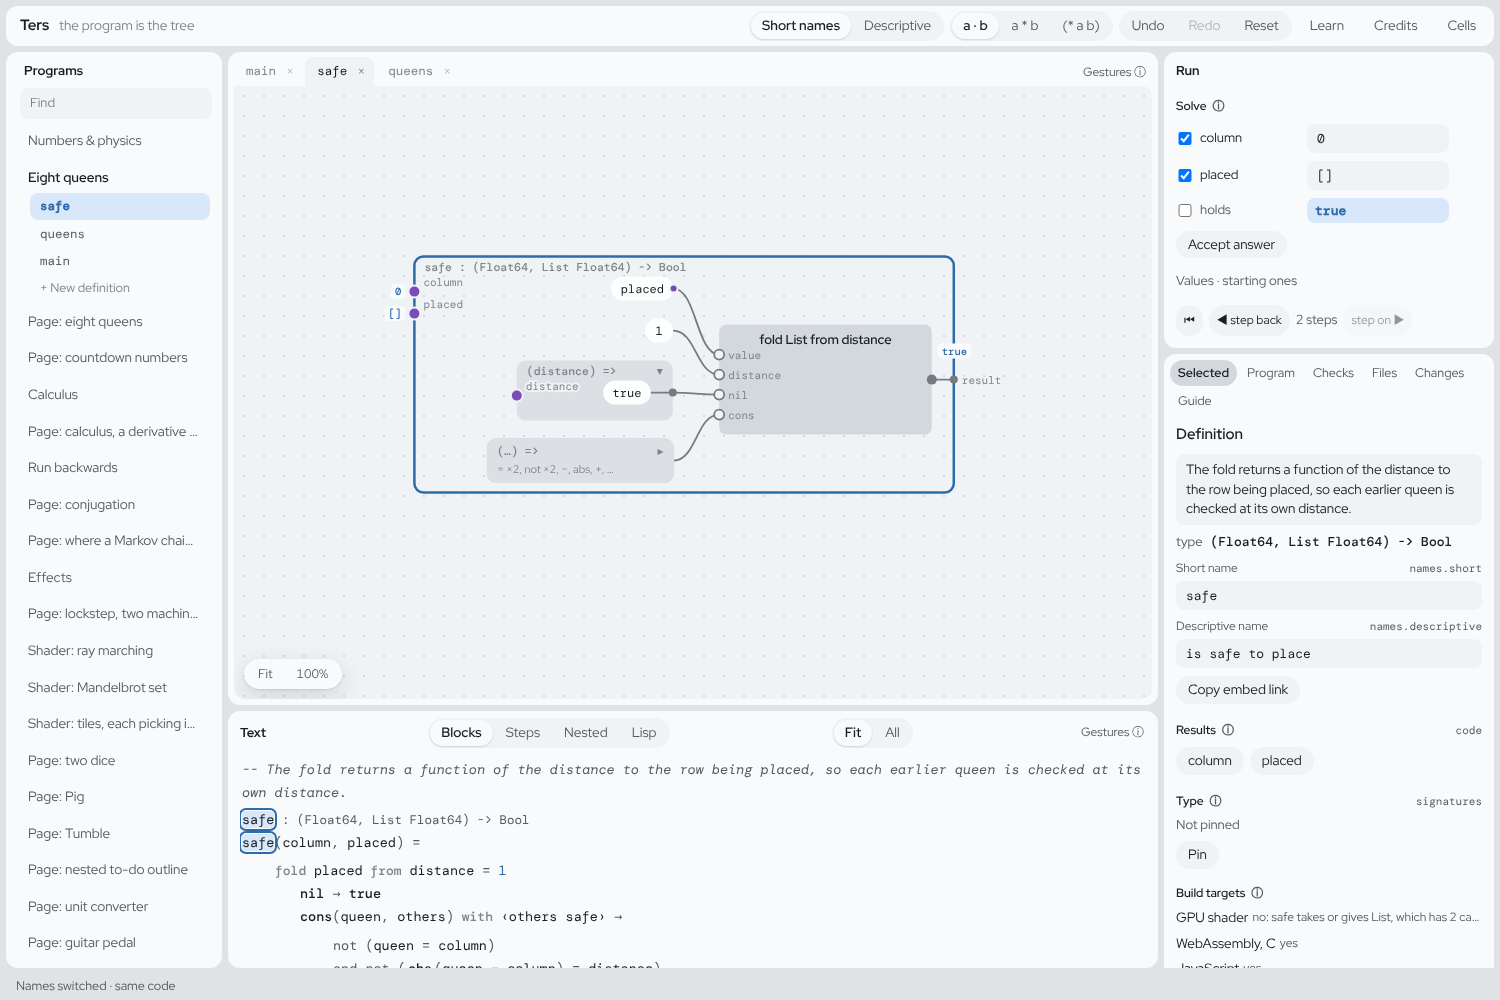 Ters the program is the tree
Short names Descriptive a · b a * b (* a b) Undo Redo Reset Learn Credits Cells
Programs
Find
Numbers & physics
Eight queens
safe
queens
main
+ New definition
Page: eight queens
Page: countdown numbers
Calculus
Page: calculus, a derivative ...
Run backwards
Page: conjugation
Page: where a Markov chai...
Effects
Page: lockstep, two machin...
Shader: ray marching
Shader: Mandelbrot set
Shader: tiles, each picking i...
Page: two dice
Page: Pig
Page: Tumble
Page: nested to-do outline
Page: unit converter
Page: guitar pedal
main × safe × queens × Gestures ⓘ
safe : (Float64, List Float64) -> Bool
column
0
placed
[]
placed
1
(distance) => ▼
distance
true
(…) => ▶
= ×2, not ×2, −, abs, +, …
fold List from distance
value
distance
nil
cons
true
result
Fit 100%
Text Blocks Steps Nested Lisp Fit All Gestures ⓘ
-- The fold returns a function of the distance to the row being placed, so each earlier queen is checked at its
own distance.
safe : (Float64, List Float64) -> Bool
safe(column, placed) =
fold placed from distance = 1
nil → true
cons(queen, others) with ‹others safe› →
not (queen = column)
and not (abs(queen − column) = distance)
Run
Solve ⓘ
column 0
placed []
holds true
Accept answer
Values · starting ones
⏮ ◀ step back 2 steps step on ▶
Selected Program Checks Files Changes
Guide
Definition
The fold returns a function of the distance to
the row being placed, so each earlier queen is
checked at its own distance.
type (Float64, List Float64) -> Bool
Short name names.short
safe
Descriptive name names.descriptive
is safe to place
Copy embed link
Results ⓘ code
column placed
Type ⓘ signatures
Not pinned
Pin
Build targets ⓘ
GPU shader no: safe takes or gives List, which has 2 ca...
WebAssembly, C yes
JavaScript yes
Names switched · same code